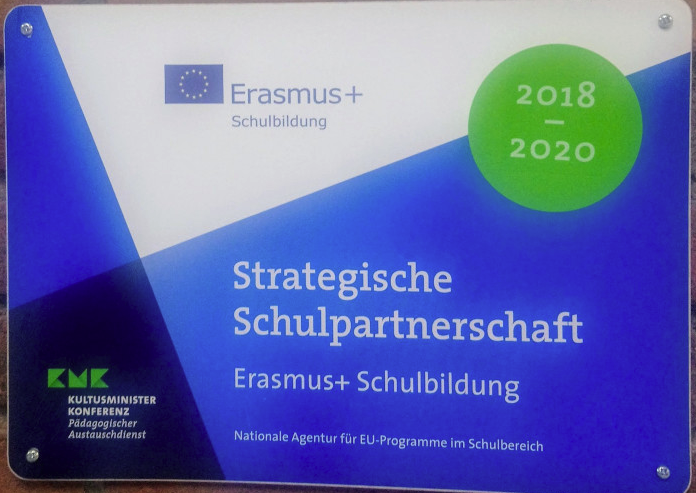 Erasmus+
Schulbildung
2018
–
2020
Strategische
Schulpartnerschaft
Erasmus+ Schulbildung
KMK
KULTUSMINISTER
KONFERENZ
Pädagogischer
Austauschdienst
Nationale Agentur für EU-Programme im Schulbereich